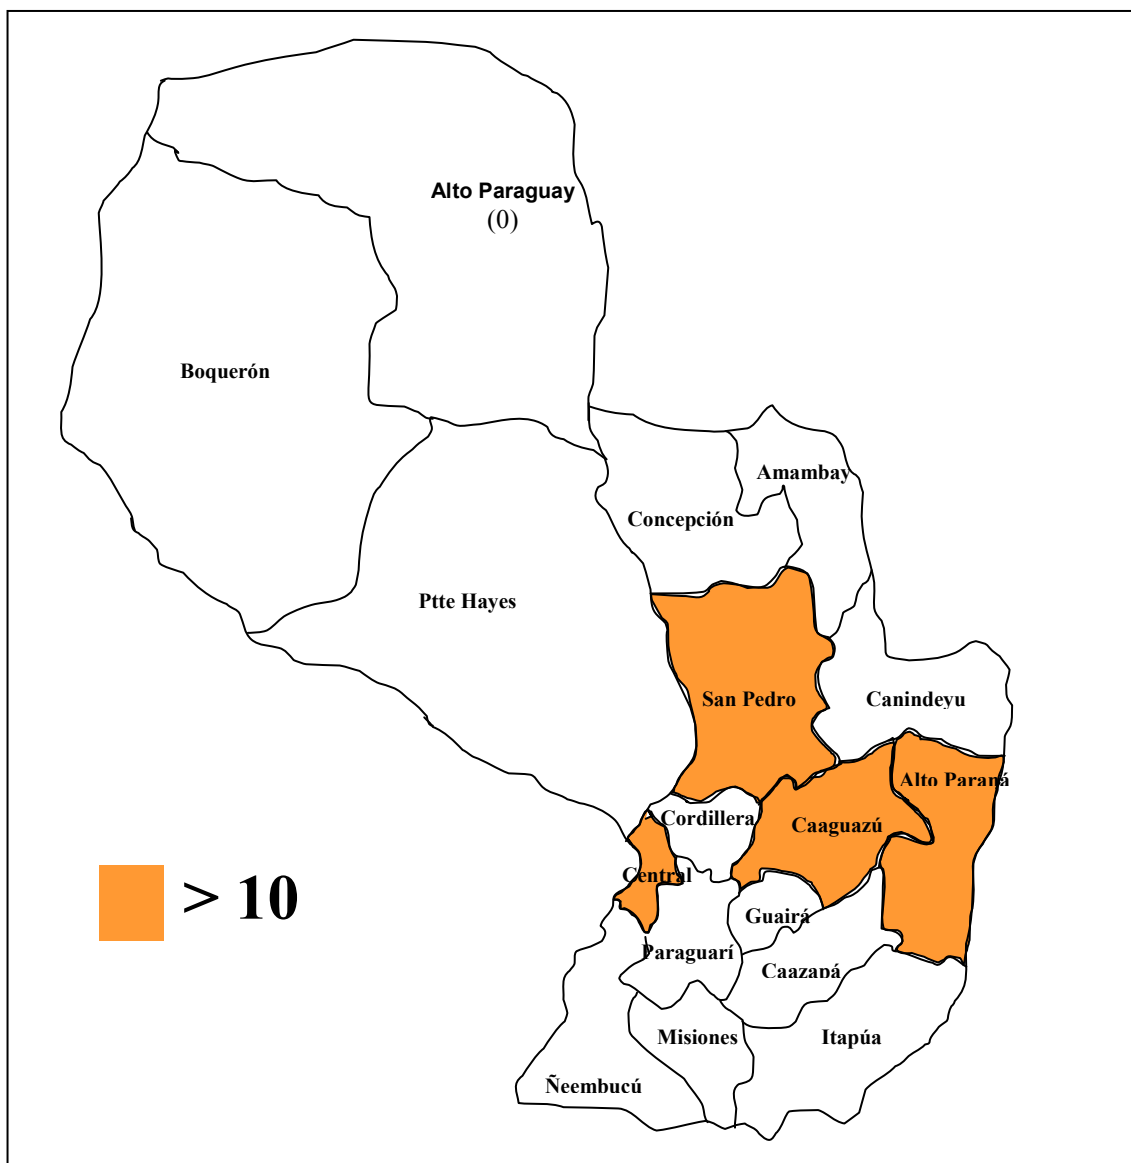 Alto Paraguay
(0)
Boquerón
Amambay
Concepción
Ptte Hayes
San Pedro
Canindeyu
Alto Paraná
Cordillera
Caaguazú
Central
> 10
Guairá
Paraguarí
Caazapá
Misiones
Itapúa
Ñeembucú